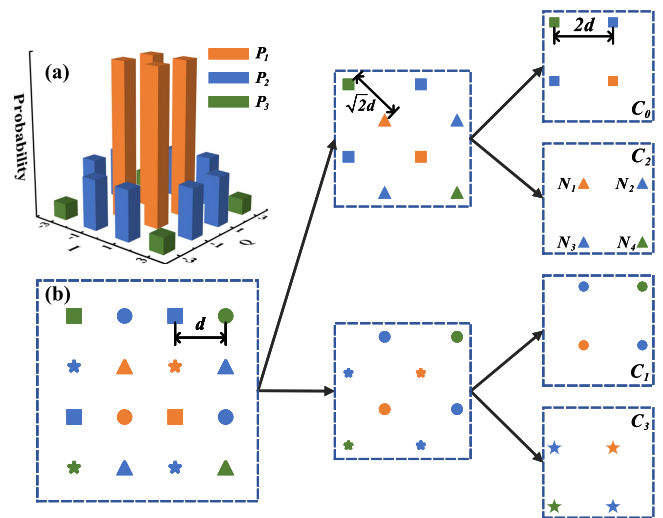 (a)
P₁
P₂
P₃
Probability
I
Q
(b)
d
√2d
2d
C₀
C₂
N₁ N₂
N₃ N₄
C₁
C₃